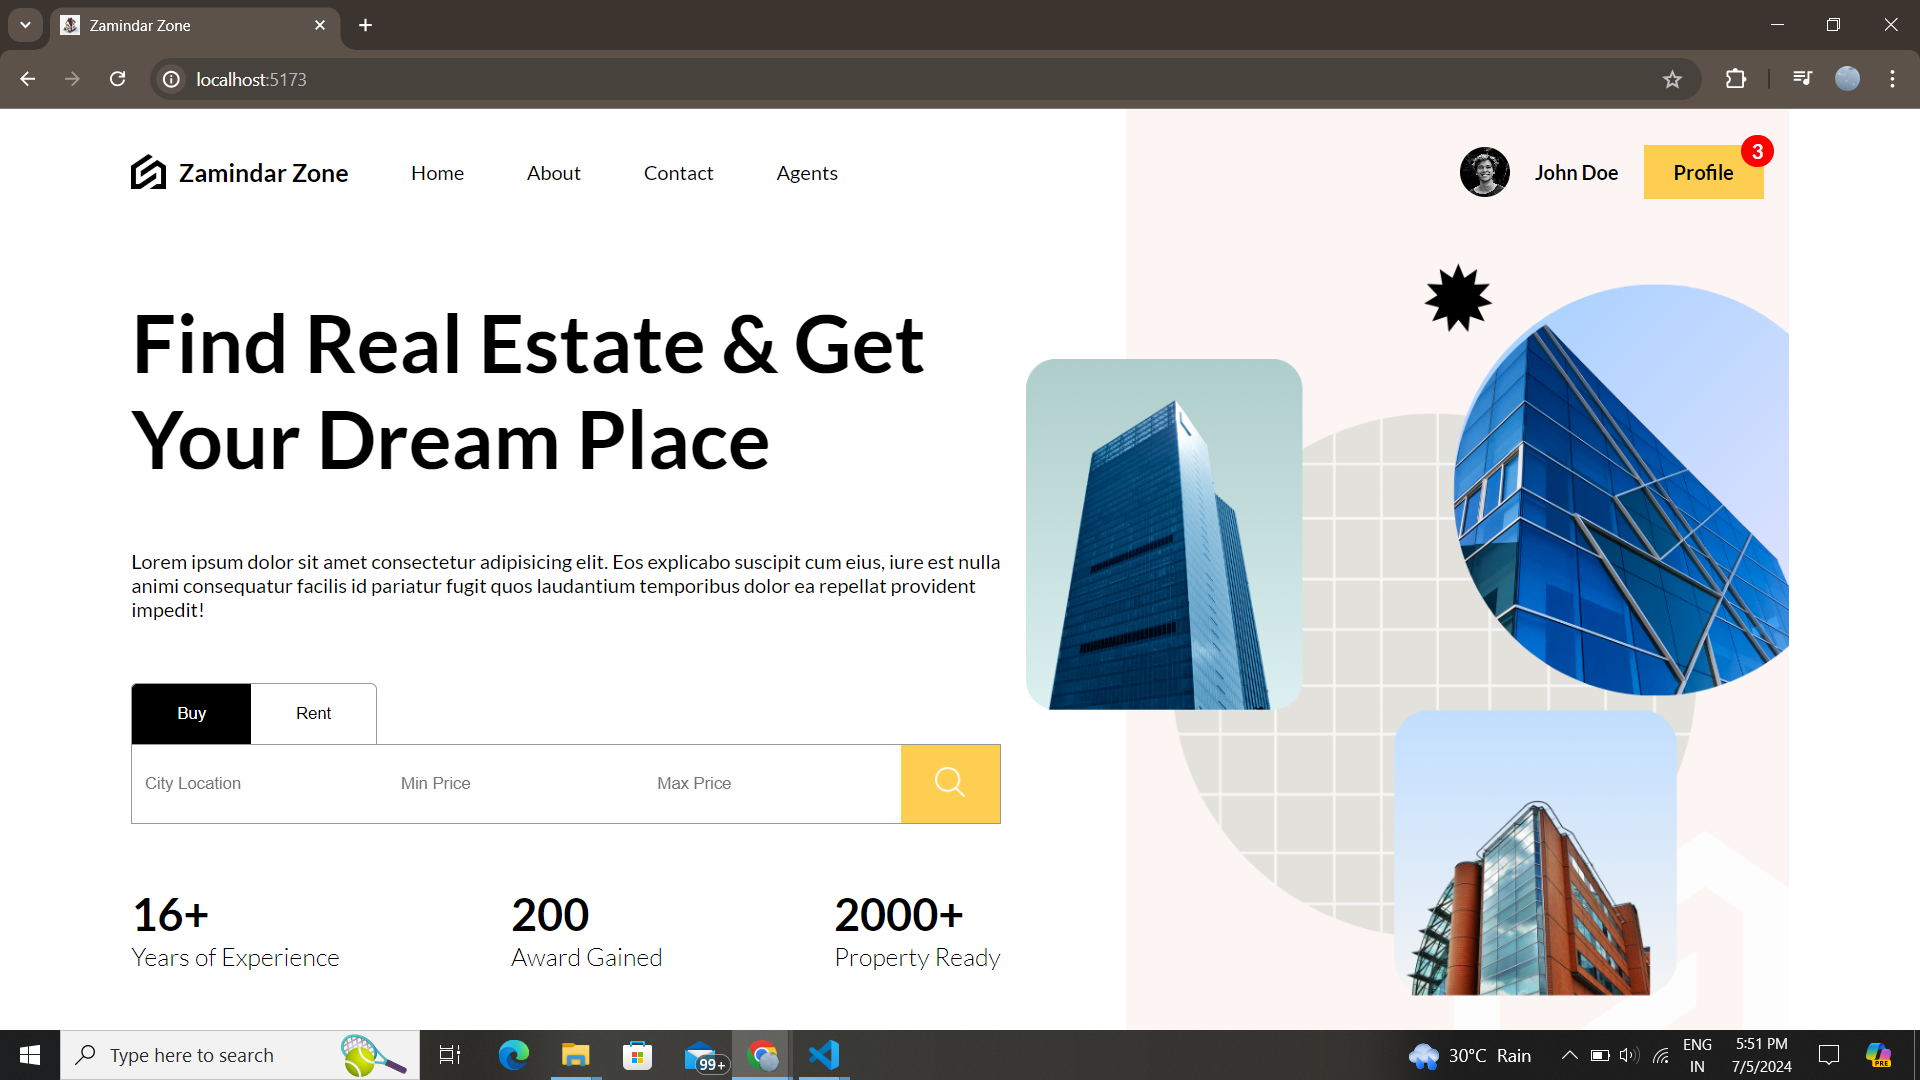 Zamindar Zone
localhost:5173
Zamindar Zone
Home
About
Contact
Agents
John Doe
Profile
3
Find Real Estate & Get
Your Dream Place
Lorem ipsum dolor sit amet consectetur adipisicing elit. Eos explicabo suscipit cum eius, iure est nulla
animi consequatur facilis id pariatur fugit quos laudantium temporibus dolor ea repellat provident
impedit!
Buy
Rent
City Location
Min Price
Max Price
16+
Years of Experience
200
Award Gained
2000+
Property Ready
Type here to search
99+
30°C Rain
ENG
IN
5:51 PM
7/5/2024
PRE